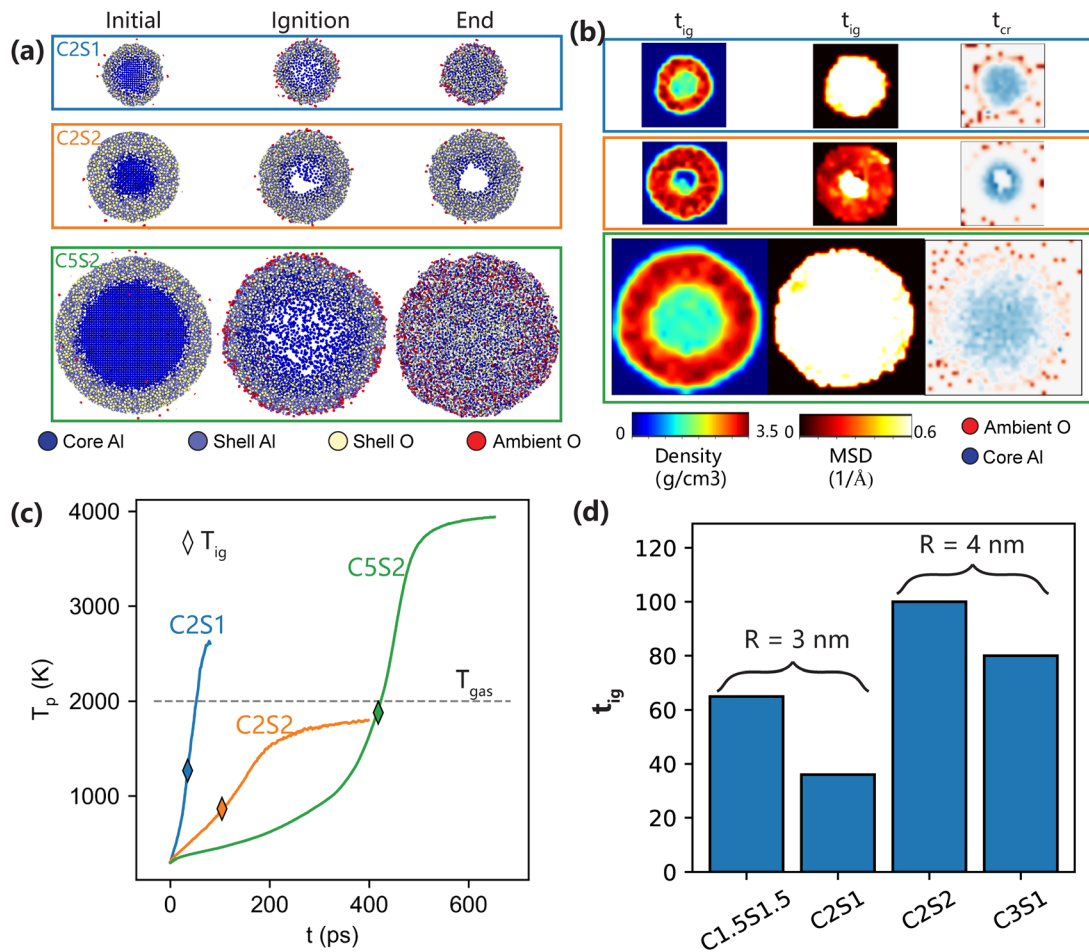 (a)
Initial Ignition End
C2S1
C2S2
C5S2
Core Al Shell Al Shell O Ambient O
(b)
t_ig t_ig t_cr
0 3.5
Density
(g/cm3)
0 0.6
MSD
(1/Å)
Ambient O
Core Al
(c)
T_p (K)
4000
3000
2000
1000
T_ig
C2S1
C2S2
C5S2
T_gas
0 200 400 600
t (ps)
(d)
t_ig
120
100
80
60
40
20
0
R = 3 nm
R = 4 nm
C1.5S1.5 C2S1 C2S2 C3S1